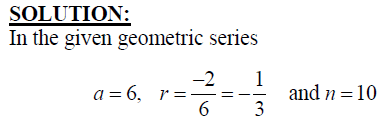 SOLUTION:
In the given geometric series
a = 6, r = -2/6 = -1/3 and n = 10